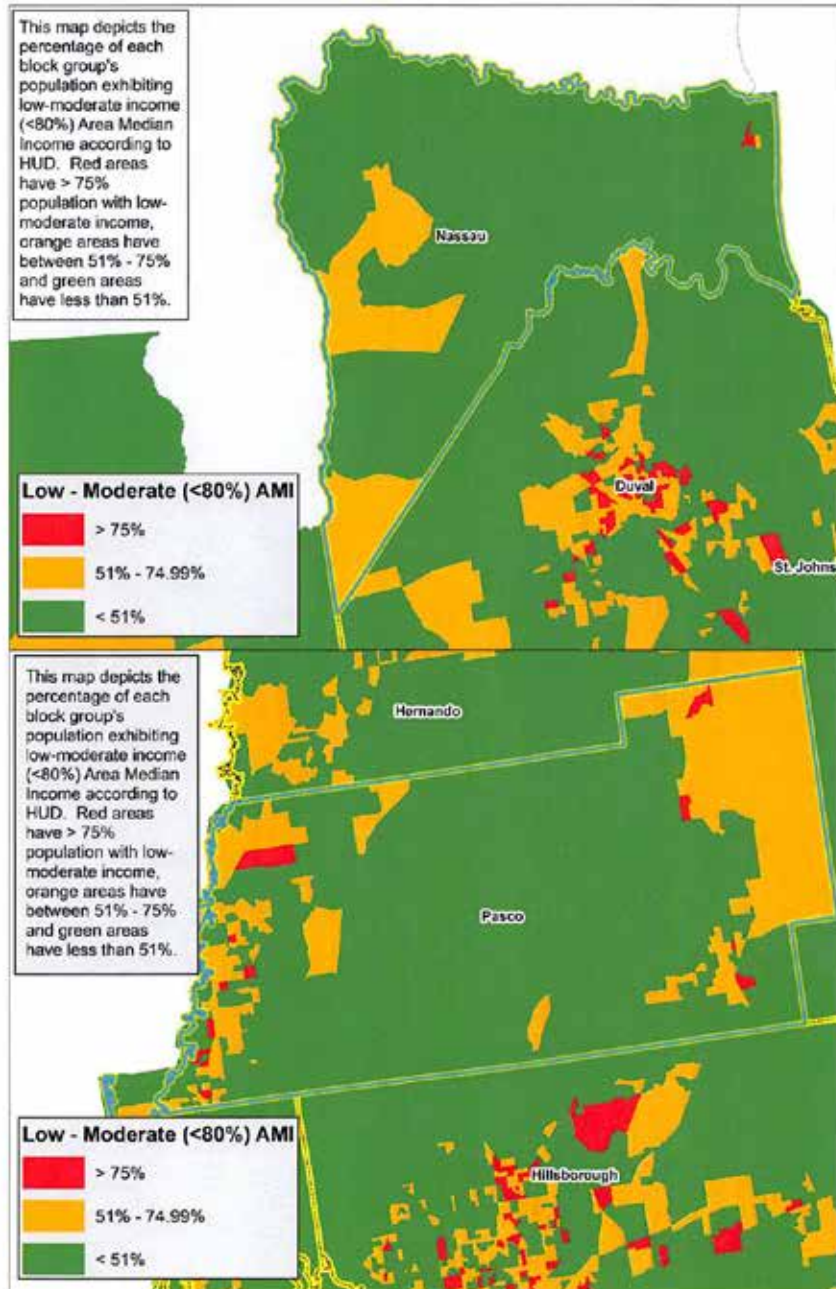 This map depicts the
percentage of each
block group's
population exhibiting
low-moderate income
(<80%) Area Median
Income according to
HUD. Red areas
have > 75%
population with low-
moderate income,
orange areas have
between 51% - 75%
and green areas
have less than 51%.
Nassau
Duval
St. Johns
Low - Moderate (<80%) AMI
> 75%
51% - 74.99%
< 51%
This map depicts the
percentage of each
block group's
population exhibiting
low-moderate income
(<80%) Area Median
Income according to
HUD. Red areas
have > 75%
population with low-
moderate income,
orange areas have
between 51% - 75%
and green areas
have less than 51%.
Hernando
Pasco
Hillsborough
Low - Moderate (<80%) AMI
> 75%
51% - 74.99%
< 51%